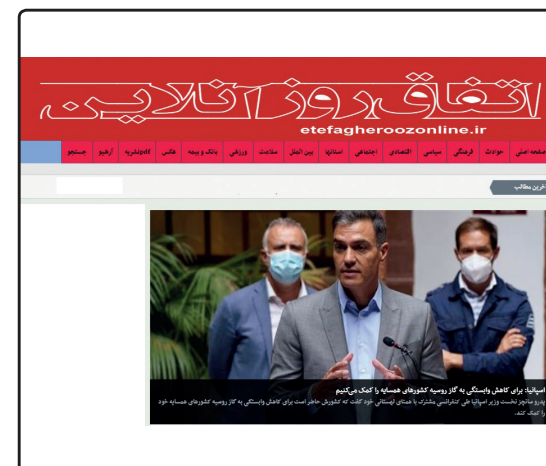 اتفاق روز آنلاین
etefagheroozonline.ir
صفحه اصلی حوادث فرهنگی سیاسی اقتصادی اجتماعی استانها بین الملل سلامت ورزشی بانک و بیمه عکس pdfنشریه آرشیو جستجو
آخرین مطالب
اسپانیا: برای کاهش وابستگی به گاز روسیه کشورهای همسایه را کمک می‌کنیم
پدرو سانچز نخست وزیر اسپانیا طی کنفرانسی مشترک با همتای لهستانی خود گفت که کشورش حاضر است برای کاهش وابستگی به گاز روسیه کشورهای همسایه خود
را کمک کند.